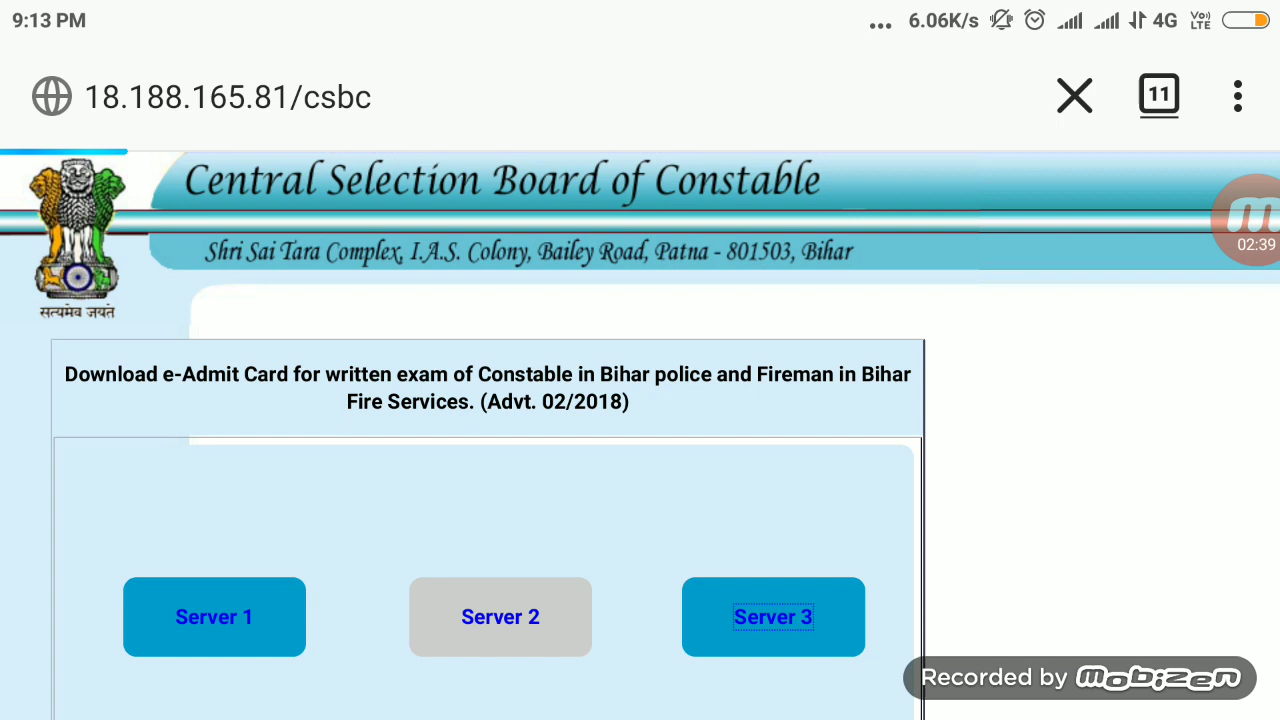 9:13 PM
... 6.06K/s 4G Vo) LTE
18.188.165.81/csbc
11
Central Selection Board of Constable
Shri Sai Tara Complex, I.A.S. Colony, Bailey Road, Patna - 801503, Bihar
02:39
सत्यमेव जयते
Download e-Admit Card for written exam of Constable in Bihar police and Fireman in Bihar
Fire Services. (Advt. 02/2018)
Server 1
Server 2
Server 3
Recorded by mobizen